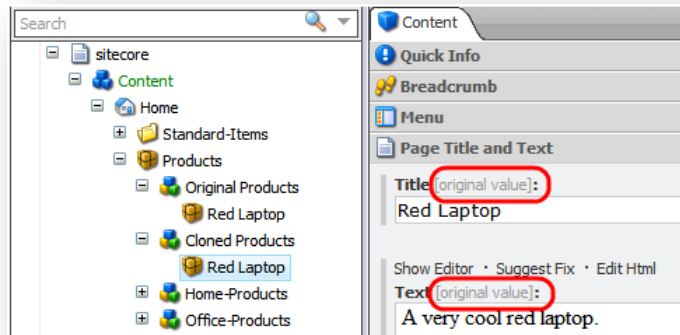 Search
sitecore
Content
Home
Standard-Items
Products
Original Products
Red Laptop
Cloned Products
Red Laptop
Home-Products
Office-Products
Content
Quick Info
Breadcrumb
Menu
Page Title and Text
Title [original value]:
Red Laptop
Show Editor · Suggest Fix · Edit Html
Text [original value]:
A very cool red laptop.